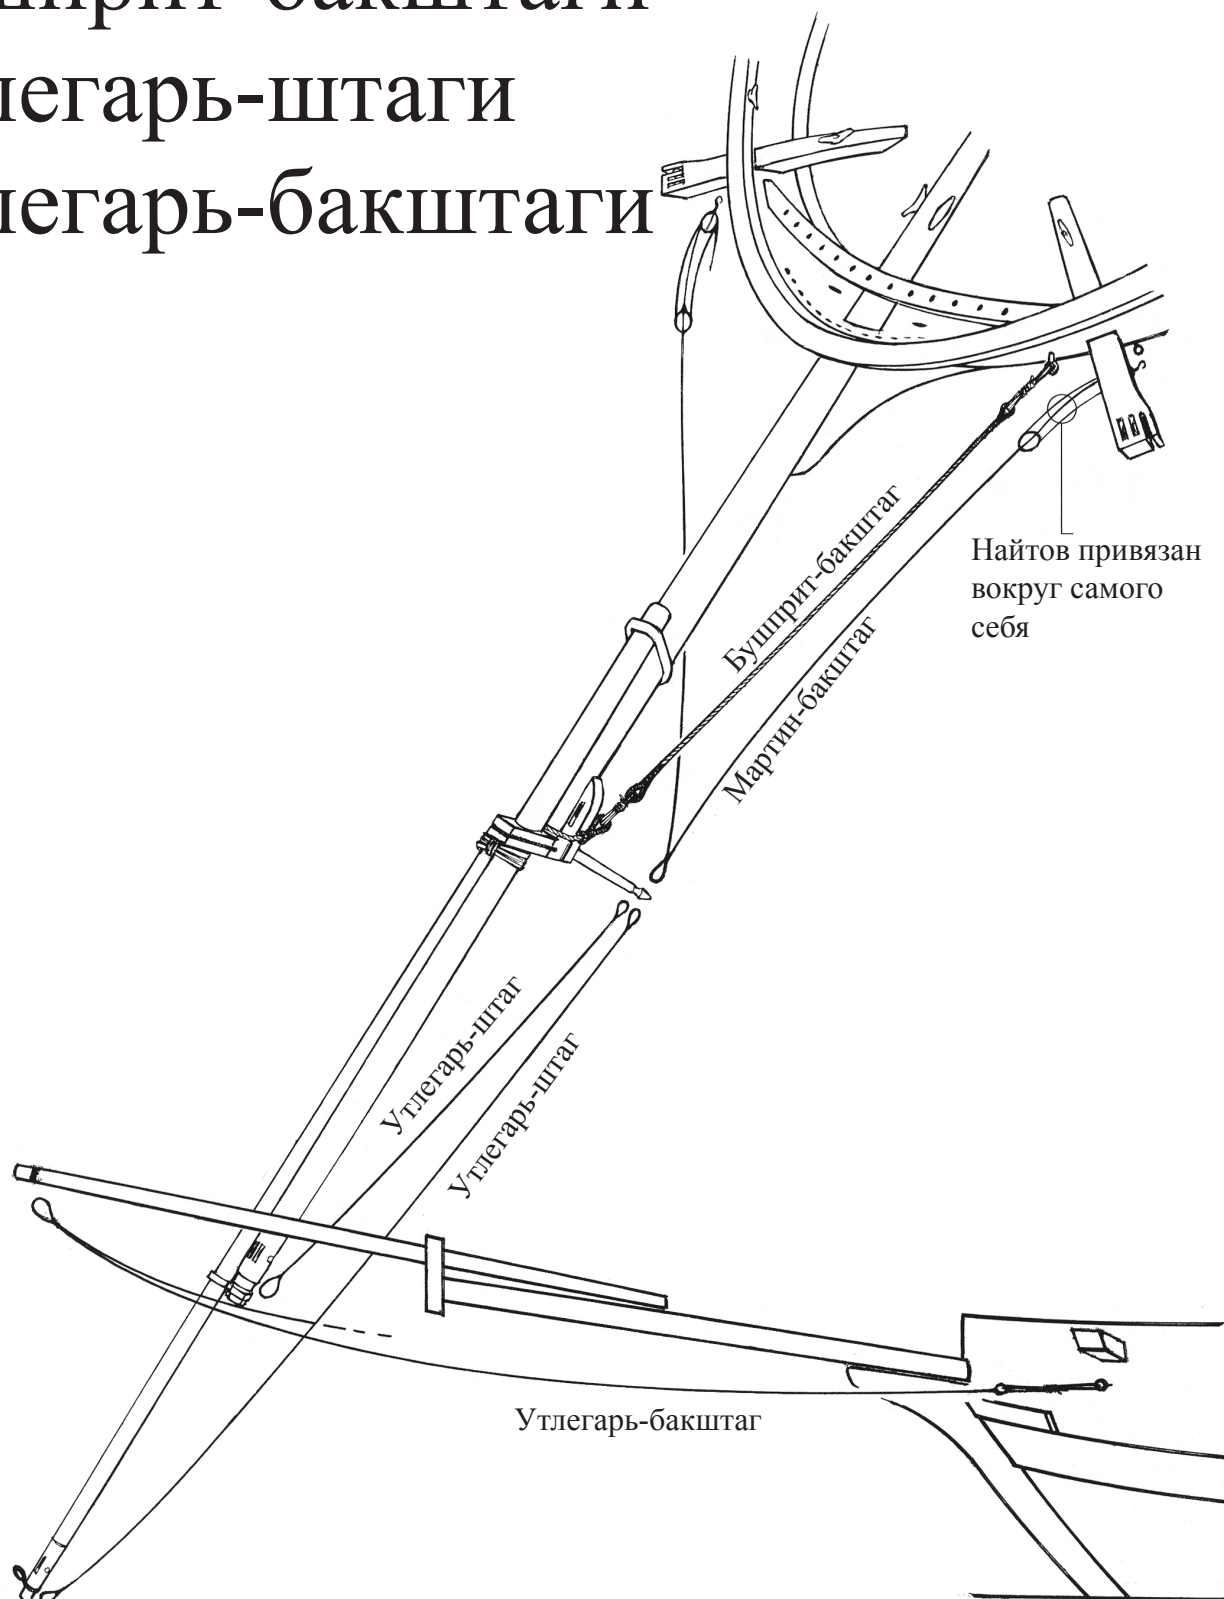 легарь-штаги
легарь-бакштаги
Бушприт-бакштаг
Мартин-бакштаг
Найтов привязан
вокруг самого
себя
Утлегарь-штаг
Утлегарь-штаг
Утлегарь-бакштаг